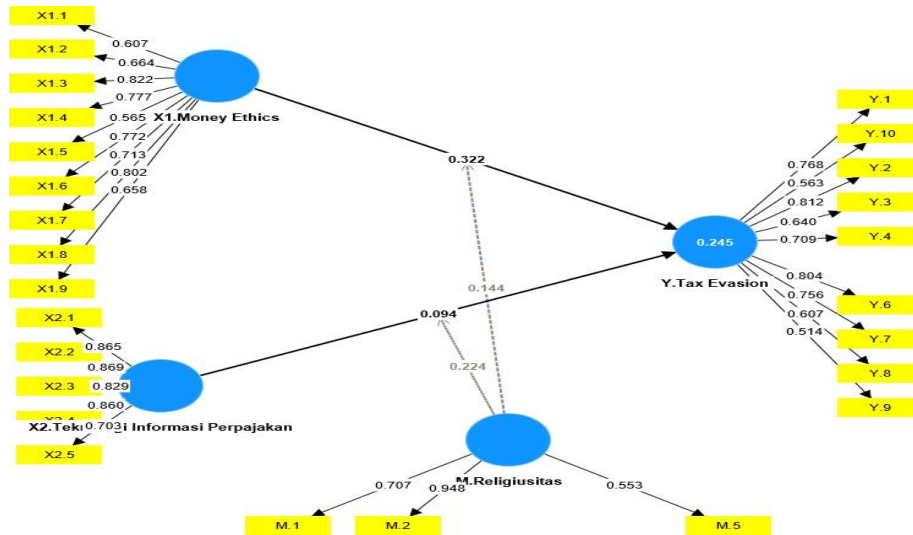 X1.1
X1.2
X1.3
X1.4
X1.5
X1.6
X1.7
X1.8
X1.9
0.607
0.664
0.822
0.777
0.565
0.772
0.713
0.802
0.658
X1.Money Ethics
X2.1
X2.2
X2.3
X2.5
0.865
0.869
0.829
0.860
0.703
Informasi Perpajakan
0.322
0.144
0.094
0.224
0.245
Y.Tax Evasion
Y.1
Y.10
Y.2
Y.3
Y.4
Y.6
Y.7
Y.8
Y.9
0.768
0.563
0.812
0.640
0.709
0.804
0.756
0.607
0.514
M.Religiusitas
0.707
0.948
0.553
M.1
M.2
M.5